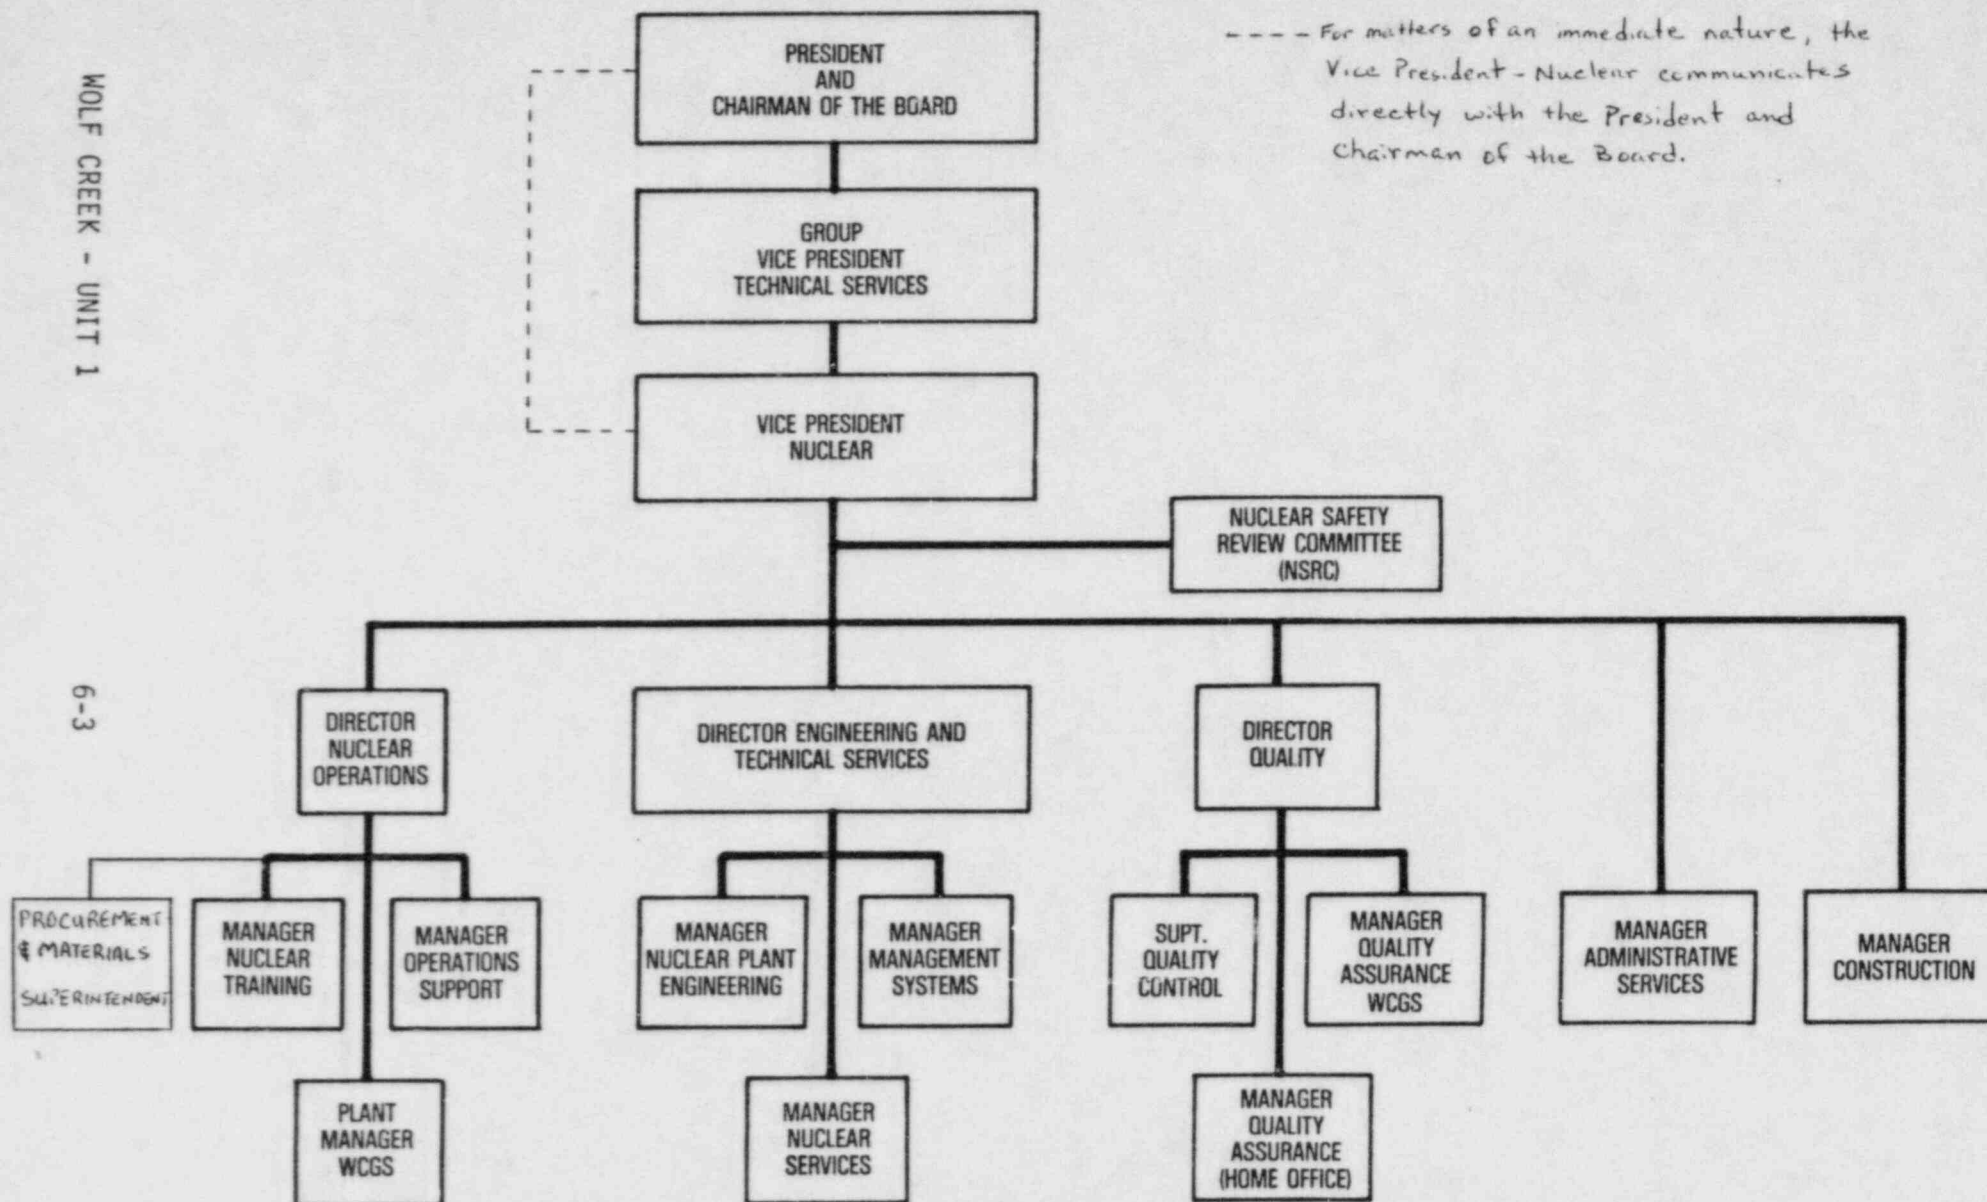 WOLF CREEK - UNIT 1
6-3
PRESIDENT
AND
CHAIRMAN OF THE BOARD
---- For matters of an immediate nature, the
Vice President - Nuclear communicates
directly with the President and
Chairman of the Board.
GROUP
VICE PRESIDENT
TECHNICAL SERVICES
VICE PRESIDENT
NUCLEAR
NUCLEAR SAFETY
REVIEW COMMITTEE
(NSRC)
DIRECTOR
NUCLEAR
OPERATIONS
DIRECTOR ENGINEERING AND
TECHNICAL SERVICES
DIRECTOR
QUALITY
PROCUREMENT
& MATERIALS
SUPERINTENDENT
MANAGER
NUCLEAR
TRAINING
MANAGER
OPERATIONS
SUPPORT
MANAGER
NUCLEAR PLANT
ENGINEERING
MANAGER
MANAGEMENT
SYSTEMS
SUPT.
QUALITY
CONTROL
MANAGER
QUALITY
ASSURANCE
WCGS
MANAGER
ADMINISTRATIVE
SERVICES
MANAGER
CONSTRUCTION
PLANT
MANAGER
WCGS
MANAGER
NUCLEAR
SERVICES
MANAGER
QUALITY
ASSURANCE
(HOME OFFICE)